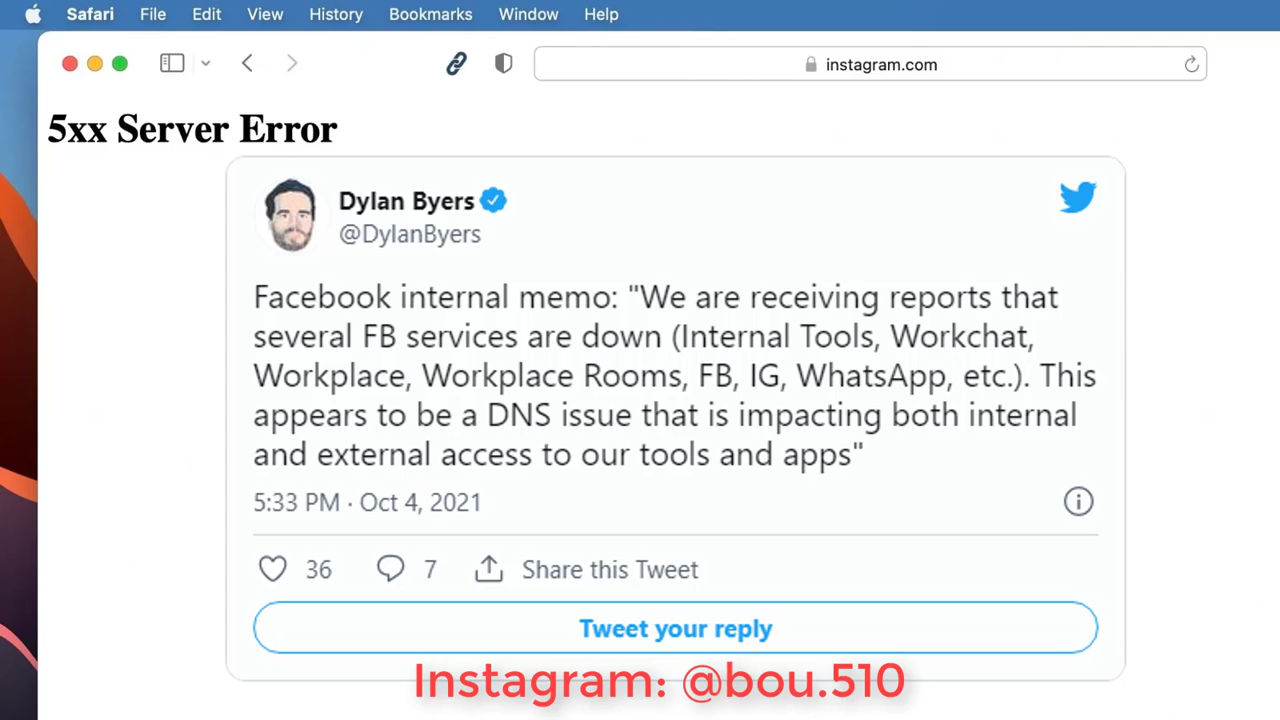 Safari File Edit View History Bookmarks Window Help
instagram.com
5xx Server Error
Dylan Byers
@DylanByers
Facebook internal memo: "We are receiving reports that
several FB services are down (Internal Tools, Workchat,
Workplace, Workplace Rooms, FB, IG, WhatsApp, etc.). This
appears to be a DNS issue that is impacting both internal
and external access to our tools and apps"
5:33 PM · Oct 4, 2021
36 7 Share this Tweet
Tweet your reply
Instagram: @bou.510